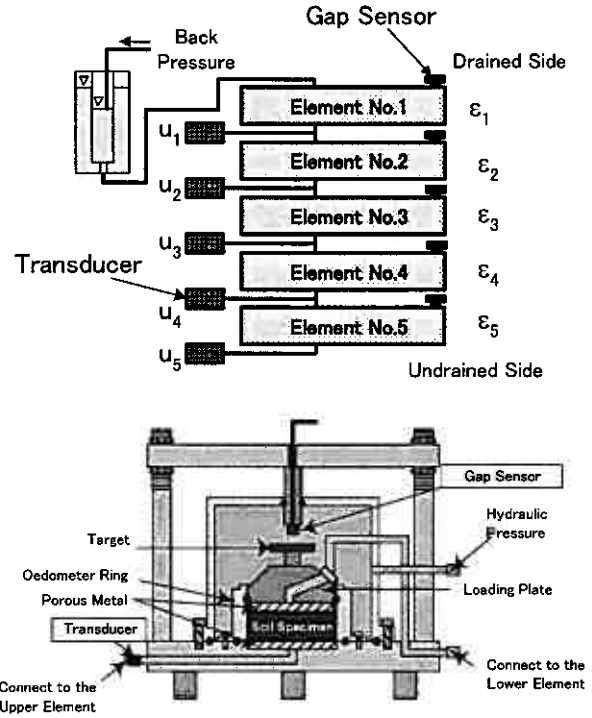 Gap Sensor
Back
Pressure
Drained Side
Element No.1
ε1
u1
Element No.2
ε2
u2
Element No.3
ε3
u3
Transducer
Element No.4
ε4
u4
Element No.5
ε5
u5
Undrained Side
Gap Sensor
Hydraulic
Pressure
Target
Oedometer Ring
Loading Plate
Porous Metal
Soil Specimen
Transducer
Connect to the
Upper Element
Connect to the
Lower Element